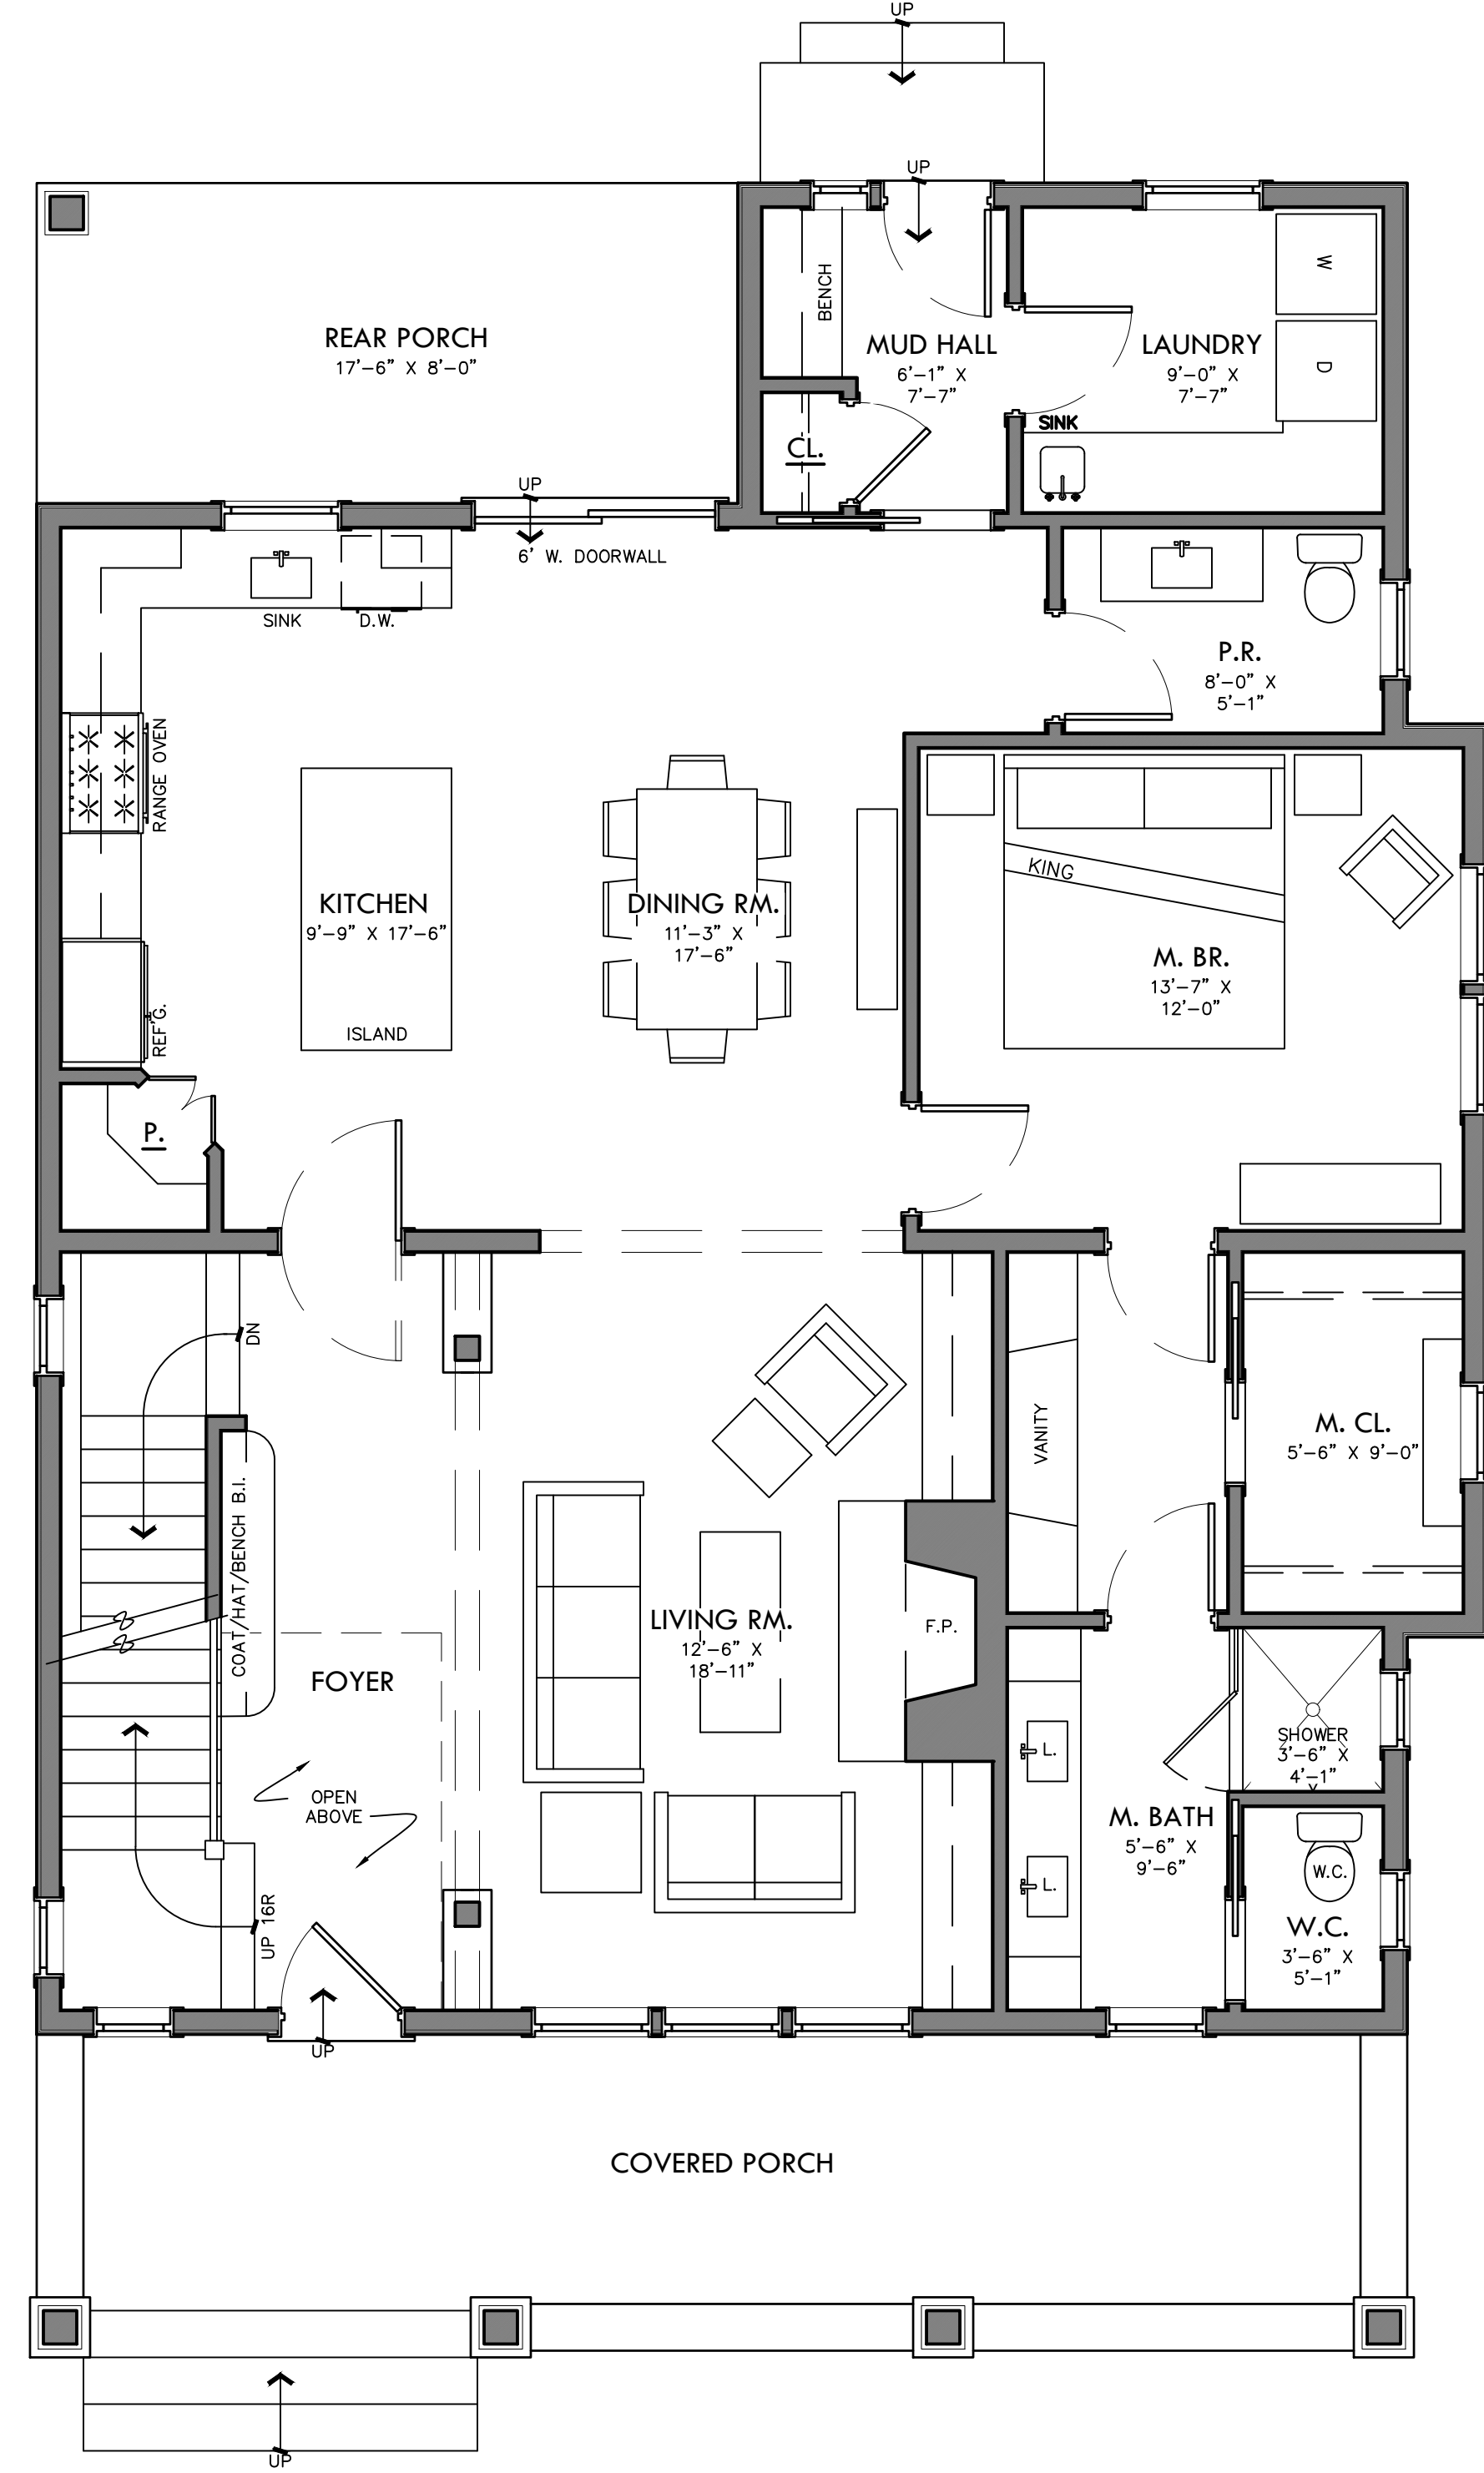 UP
UP
REAR PORCH
17'-6" X 8'-0"
BENCH
MUD HALL
6'-1" X
7'-7"
LAUNDRY
9'-0" X
7'-7"
W
D
SINK
CL.
UP
6' W. DOORWALL
SINK
D.W.
P.R.
8'-0" X
5'-1"
RANGE OVEN
KITCHEN
9'-9" X 17'-6"
ISLAND
DINING RM.
11'-3" X
17'-6"
KING
M. BR.
13'-7" X
12'-0"
REF'G.
P.
DN
VANITY
M. CL.
5'-6" X 9'-0"
COAT/HAT/BENCH B.I.
LIVING RM.
12'-6" X
18'-11"
F.P.
FOYER
OPEN
ABOVE
SHOWER
3'-6" X
4'-1"
L.
L.
M. BATH
5'-6" X
9'-6"
W.C.
W.C.
3'-6" X
5'-1"
UP 16R
UP
COVERED PORCH
UP